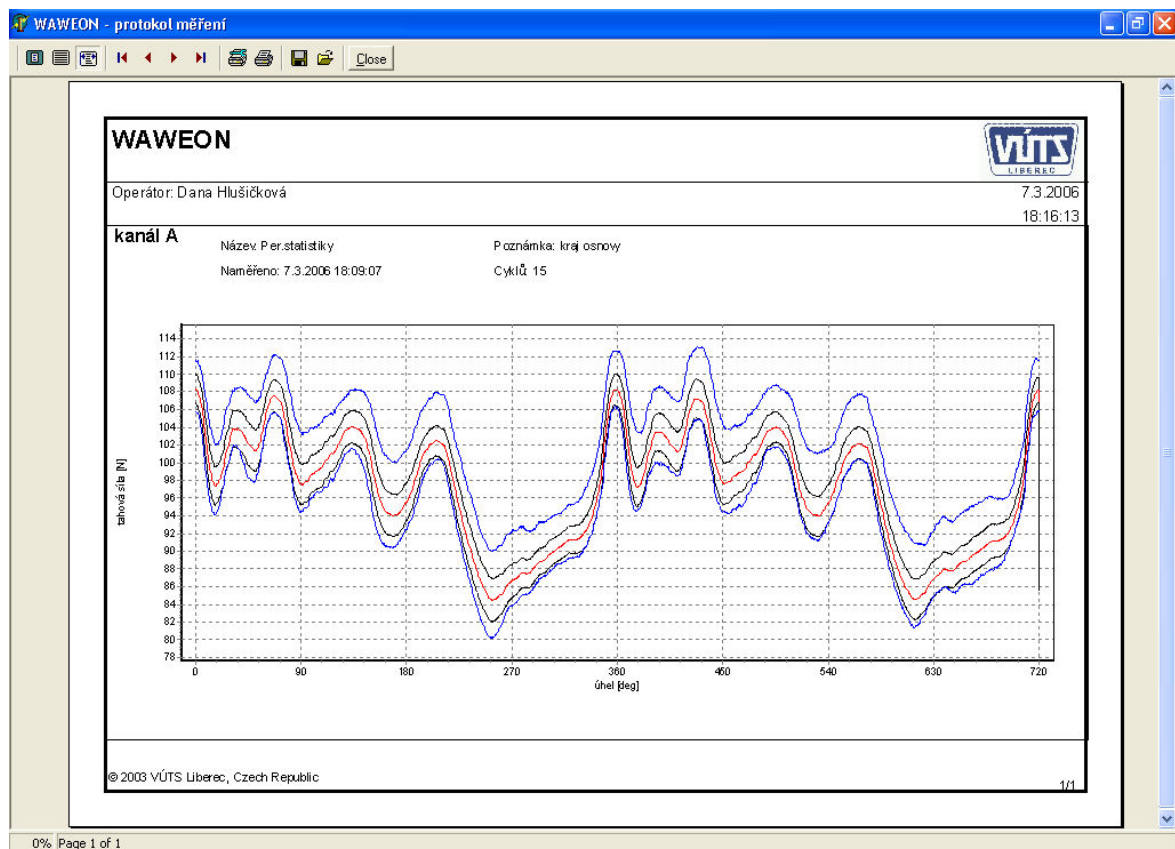 WAWEON - protokol měření
Close
WAWEON
VÚTS
LIBEREC
Operátor: Dana Hlušičková
7.3.2006
18:16:13
kanál A
Název: Per.statistiky
Poznámka: kraj osnowy
Naměřeno: 7.3.2006 18:09:07
Cyklů: 15
tahová síla [N]
114
112
110
108
106
104
102
100
98
96
94
92
90
88
86
84
82
80
78
0 90 180 270 360 450 540 630 720
úhel [deg]
© 2003 VÚTS Liberec, Czech Republic
1/1
0% Page 1 of 1